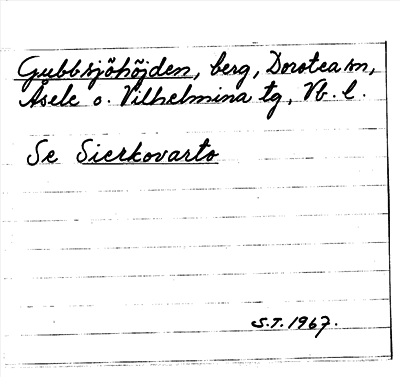 Gubbsjöhöjden, berg, Dorotea sn,
Åsele o. Vilhelmina tg, Vb. l.
Se Sierkovarto
S.T. 1967.